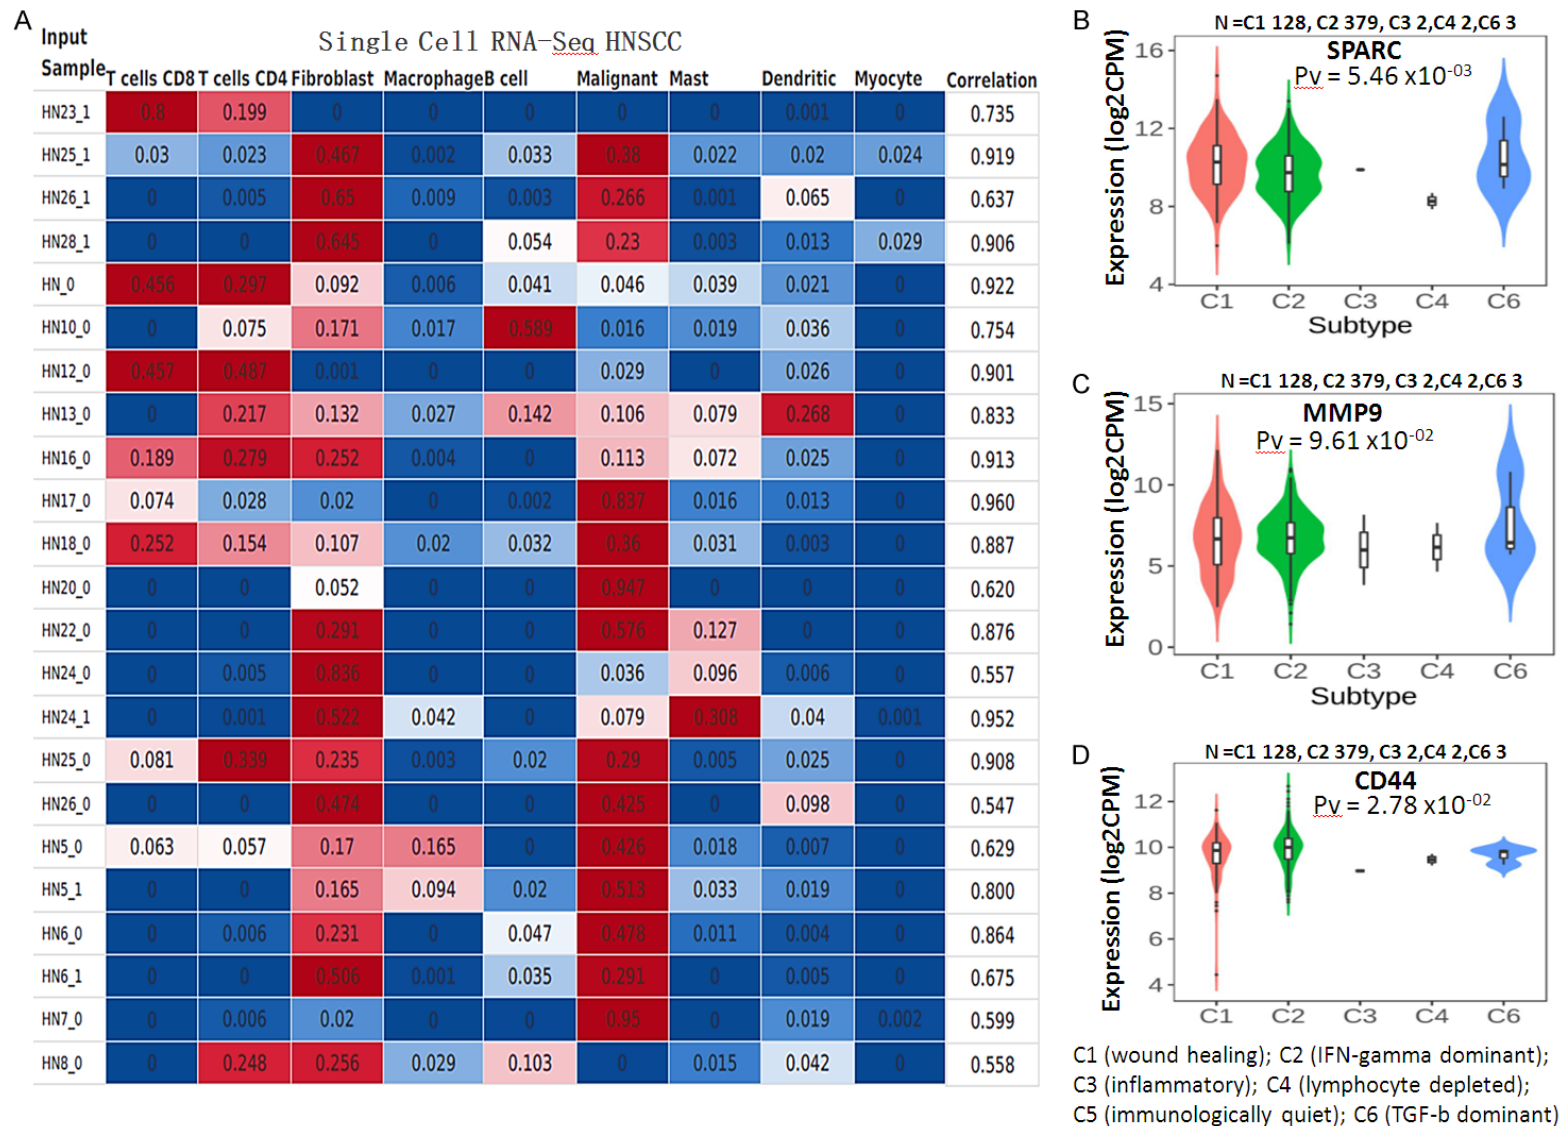 A
Input
Sample
Single Cell RNA-Seq HNSCC
T cells CD8 T cells CD4 Fibroblast Macrophage B cell Malignant Mast Dendritic Myocyte Correlation
HN23_1 0.8 0.199 0 0 0 0 0 0.001 0 0.735
HN25_1 0.03 0.023 0.467 0.002 0.033 0.38 0.022 0.02 0.024 0.919
HN26_1 0 0.005 0.65 0.009 0.003 0.266 0.001 0.065 0 0.637
HN28_1 0 0 0.645 0 0.054 0.23 0.003 0.013 0.029 0.906
HN_0 0.456 0.297 0.092 0.006 0.041 0.046 0.039 0.021 0 0.922
HN10_0 0 0.075 0.171 0.017 0.589 0.016 0.019 0.036 0 0.754
HN12_0 0.457 0.487 0.001 0 0 0.029 0 0.026 0 0.901
HN13_0 0 0.217 0.132 0.027 0.142 0.106 0.079 0.268 0 0.833
HN16_0 0.189 0.279 0.252 0.004 0 0.113 0.072 0.025 0 0.913
HN17_0 0.074 0.028 0.02 0 0.002 0.837 0.016 0.013 0 0.960
HN18_0 0.252 0.154 0.107 0.02 0.032 0.36 0.031 0.003 0 0.887
HN20_0 0 0 0.052 0 0 0.947 0 0 0 0.620
HN22_0 0 0 0.291 0 0 0.576 0.127 0 0 0.876
HN24_0 0 0.005 0.836 0 0 0.036 0.096 0.006 0 0.557
HN24_1 0 0.001 0.522 0.042 0 0.079 0.308 0.04 0.001 0.952
HN25_0 0.081 0.339 0.235 0.003 0.02 0.29 0.005 0.025 0 0.908
HN26_0 0 0 0.474 0 0 0.425 0 0.098 0 0.547
HN5_0 0.063 0.057 0.17 0.165 0 0.426 0.018 0.007 0 0.629
HN5_1 0 0 0.165 0.094 0.02 0.513 0.033 0.019 0 0.800
HN6_0 0 0.006 0.231 0 0.047 0.478 0.011 0.004 0 0.864
HN6_1 0 0 0.506 0.001 0.035 0.291 0 0.005 0 0.675
HN7_0 0 0.006 0.02 0 0 0.95 0 0.019 0.002 0.599
HN8_0 0 0.248 0.256 0.029 0.103 0 0.015 0.042 0 0.558
B
N =C1 128, C2 379, C3 2,C4 2,C6 3
SPARC
Pv = 5.46 x10-03
Expression (log2CPM)
16
12
8
4
C1 C2 C3 C4 C6
Subtype
C
N =C1 128, C2 379, C3 2,C4 2,C6 3
MMP9
Pv = 9.61 x10-02
Expression (log2CPM)
15
10
5
0
C1 C2 C3 C4 C6
Subtype
D
N =C1 128, C2 379, C3 2,C4 2,C6 3
CD44
Pv = 2.78 x10-02
Expression (log2CPM)
12
10
8
6
4
C1 C2 C3 C4 C6
C1 (wound healing); C2 (IFN-gamma dominant);
C3 (inflammatory); C4 (lymphocyte depleted);
C5 (immunologically quiet); C6 (TGF-b dominant)